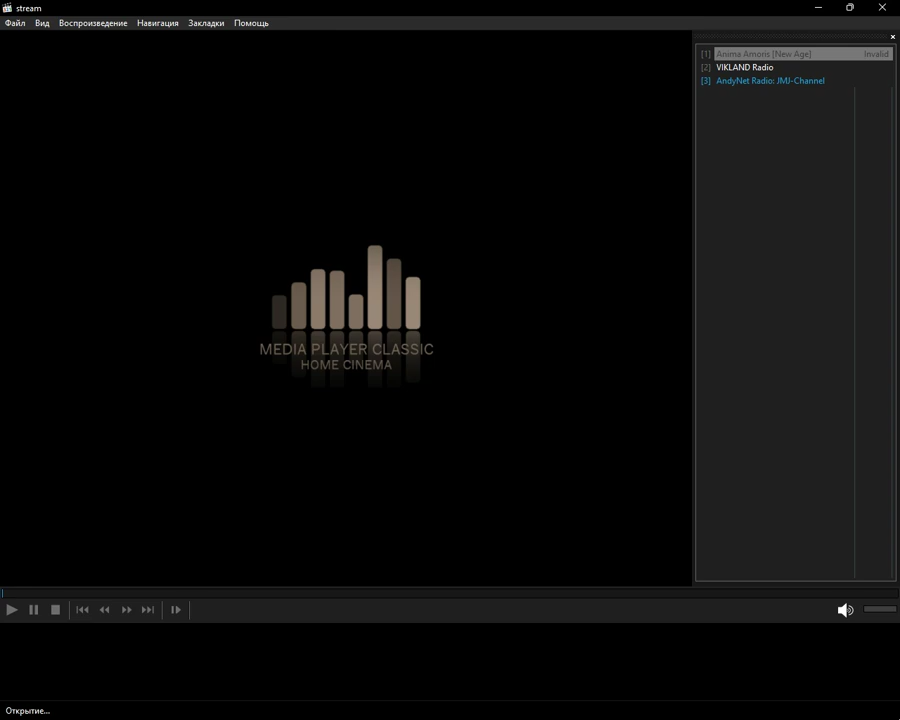 stream
Файл Вид Воспроизведение Навигация Закладки Помощь
[1] Anima Amoris [New Age] Invalid
[2] VIKLAND Radio
[3] AndyNet Radio: JMJ-Channel
MEDIA PLAYER CLASSIC
HOME CINEMA
Открытие...